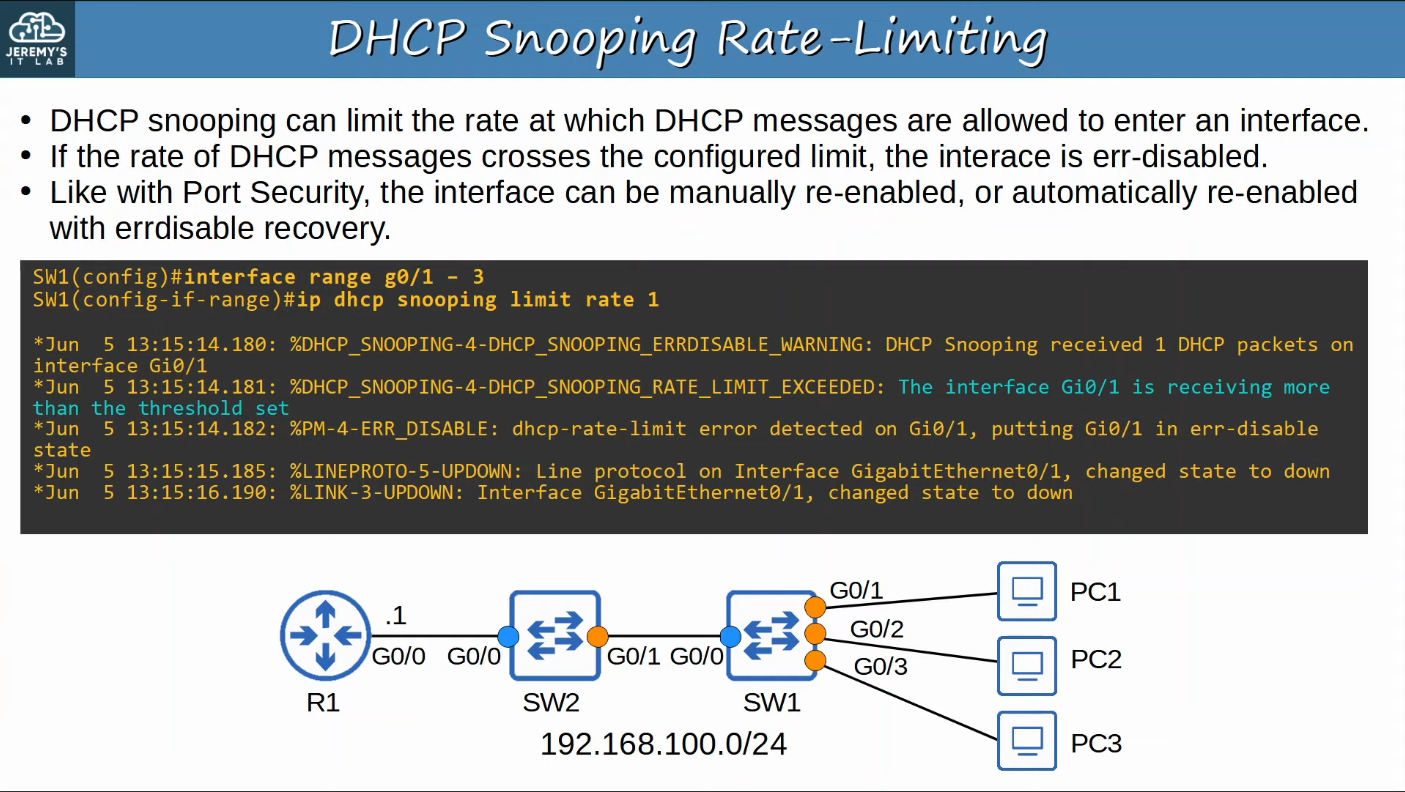 JEREMY'S
IT LAB
DHCP Snooping Rate-Limiting
• DHCP snooping can limit the rate at which DHCP messages are allowed to enter an interface.
• If the rate of DHCP messages crosses the configured limit, the interace is err-disabled.
• Like with Port Security, the interface can be manually re-enabled, or automatically re-enabled
with errdisable recovery.
SW1(config)#interface range g0/1 – 3
SW1(config-if-range)#ip dhcp snooping limit rate 1
*Jun  5 13:15:14.180: %DHCP_SNOOPING-4-DHCP_SNOOPING_ERRDISABLE_WARNING: DHCP Snooping received 1 DHCP packets on
interface Gi0/1
*Jun  5 13:15:14.181: %DHCP_SNOOPING-4-DHCP_SNOOPING_RATE_LIMIT_EXCEEDED: The interface Gi0/1 is receiving more
than the threshold set
*Jun  5 13:15:14.182: %PM-4-ERR_DISABLE: dhcp-rate-limit error detected on Gi0/1, putting Gi0/1 in err-disable
state
*Jun  5 13:15:15.185: %LINEPROTO-5-UPDOWN: Line protocol on Interface GigabitEthernet0/1, changed state to down
*Jun  5 13:15:16.190: %LINK-3-UPDOWN: Interface GigabitEthernet0/1, changed state to down
G0/1 PC1
.1
G0/2
G0/0 G0/0 G0/1 G0/0 G0/3 PC2
R1 SW2 SW1
192.168.100.0/24 PC3